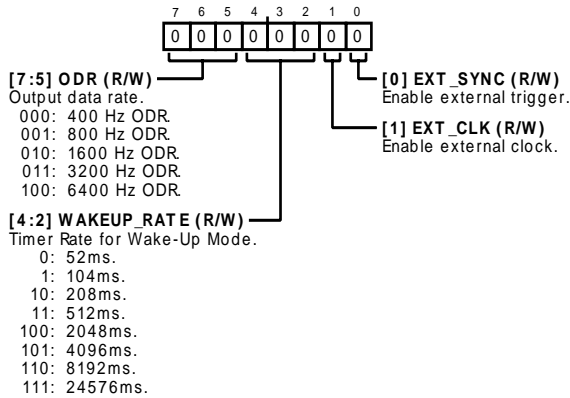 7 6 5 4 3 2 1 0
0 0 0 0 0 0 0 0
[7:5] ODR (R/W)
Output data rate.
000: 400 Hz ODR.
001: 800 Hz ODR.
010: 1600 Hz ODR.
011: 3200 Hz ODR.
100: 6400 Hz ODR.
[4:2] WAKEUP_RATE (R/W)
Timer Rate for Wake-Up Mode.
0: 52ms.
1: 104ms.
10: 208ms.
11: 512ms.
100: 2048ms.
101: 4096ms.
110: 8192ms.
111: 24576ms.
[0] EXT_SYNC (R/W)
Enable external trigger.
[1] EXT_CLK (R/W)
Enable external clock.